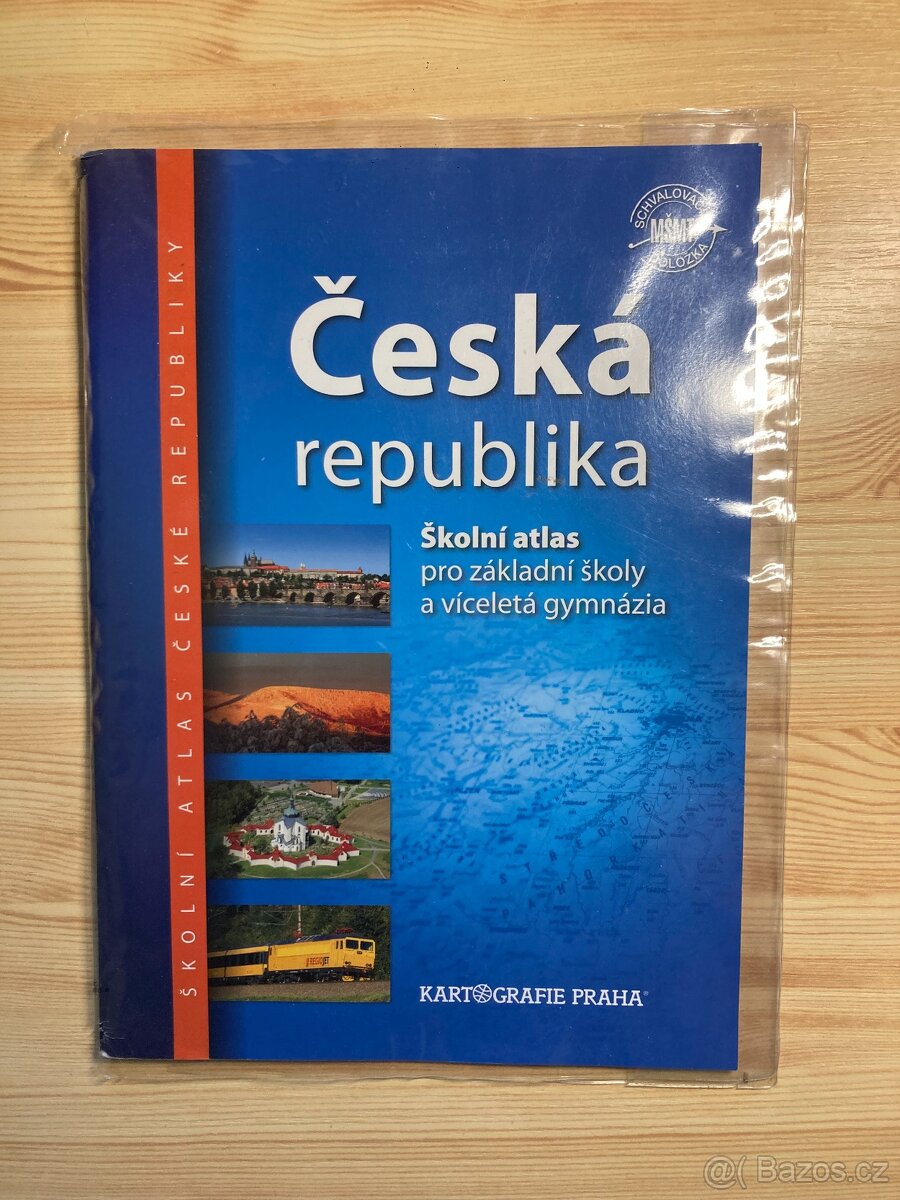 ŠKOLNÍ ATLAS ČESKÉ REPUBLIKY
SCHVALOVACÍ
MŠMT
DOLOŽKA
Česká
republika
Školní atlas
pro základní školy
a víceletá gymnázia
REGIOJET
KARTOGRAFIE PRAHA®
@( Bazos.cz